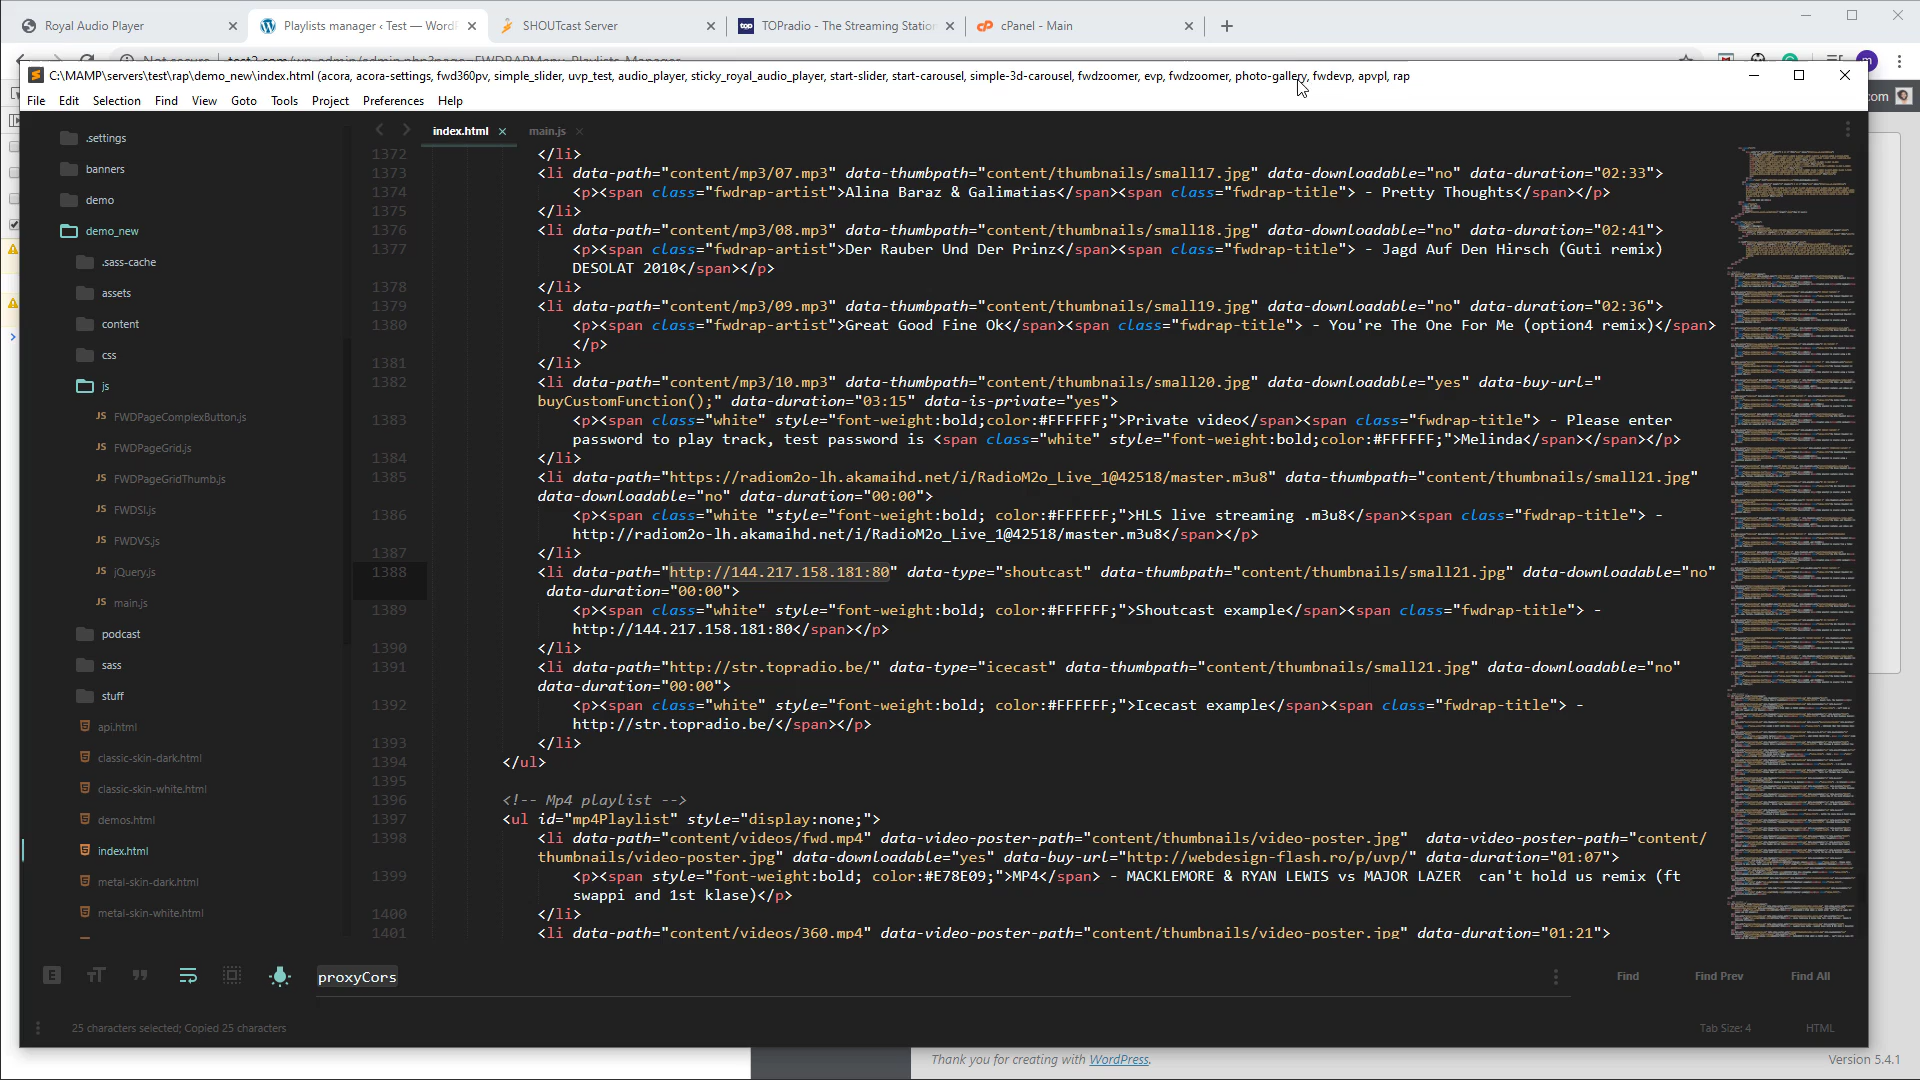 Royal Audio Player
Playlists manager ‹ Test — WordP
SHOUTcast Server
TOPradio - The Streaming Station
cPanel - Main
C:\MAMP\servers\test\rap\demo_new\index.html (acora, acora-settings, fwd360pv, simple_slider, uvp_test, audio_player, sticky_royal_audio_player, start-slider, start-carousel, simple-3d-carousel, fwdzoomer, evp, fwdzoomer, photo-gallery, fwdevp, apvpl, rap
File Edit Selection Find View Goto Tools Project Preferences Help
com
.settings
banners
demo
demo_new
.sass-cache
assets
content
css
js
FWDPageComplexButton.js
FWDPageGrid.js
FWDPageGridThumb.js
FWDSI.js
FWDVS.js
jQuery.js
main.js
podcast
sass
stuff
api.html
classic-skin-dark.html
classic-skin-white.html
demos.html
index.html
metal-skin-dark.html
metal-skin-white.html
index.html main.js
1372 </li>
1373 <li data-path="content/mp3/07.mp3" data-thumbpath="content/thumbnails/small17.jpg" data-downloadable="no" data-duration="02:33">
1374 <p><span class="fwdrap-artist">Alina Baraz & Galimatias</span><span class="fwdrap-title"> - Pretty Thoughts</span></p>
1375 </li>
1376 <li data-path="content/mp3/08.mp3" data-thumbpath="content/thumbnails/small18.jpg" data-downloadable="no" data-duration="02:41">
1377 <p><span class="fwdrap-artist">Der Rauber Und Der Prinz</span><span class="fwdrap-title"> - Jagd Auf Den Hirsch (Guti remix)
DESOLAT 2010</span></p>
1378 </li>
1379 <li data-path="content/mp3/09.mp3" data-thumbpath="content/thumbnails/small19.jpg" data-downloadable="no" data-duration="02:36">
1380 <p><span class="fwdrap-artist">Great Good Fine Ok</span><span class="fwdrap-title"> - You're The One For Me (option4 remix)</span>
</p>
1381 </li>
1382 <li data-path="content/mp3/10.mp3" data-thumbpath="content/thumbnails/small20.jpg" data-downloadable="yes" data-buy-url="
buyCustomFunction();" data-duration="03:15" data-is-private="yes">
1383 <p><span class="white" style="font-weight:bold;color:#FFFFFF;">Private video</span><span class="fwdrap-title"> - Please enter
password to play track, test password is <span class="white" style="font-weight:bold;color:#FFFFFF;">Melinda</span></span></p>
1384 </li>
1385 <li data-path="https://radiom2o-lh.akamaihd.net/i/RadioM2o_Live_1@42518/master.m3u8" data-thumbpath="content/thumbnails/small21.jpg"
data-downloadable="no" data-duration="00:00">
1386 <p><span class="white "style="font-weight:bold; color:#FFFFFF;">HLS live streaming .m3u8</span><span class="fwdrap-title"> -
http://radiom2o-lh.akamaihd.net/i/RadioM2o_Live_1@42518/master.m3u8</span></p>
1387 </li>
1388 <li data-path="http://144.217.158.181:80" data-type="shoutcast" data-thumbpath="content/thumbnails/small21.jpg" data-downloadable="no"
data-duration="00:00">
1389 <p><span class="white" style="font-weight:bold; color:#FFFFFF;">Shoutcast example</span><span class="fwdrap-title"> -
http://144.217.158.181:80</span></p>
1390 </li>
1391 <li data-path="http://str.topradio.be/" data-type="icecast" data-thumbpath="content/thumbnails/small21.jpg" data-downloadable="no"
data-duration="00:00">
1392 <p><span class="white" style="font-weight:bold; color:#FFFFFF;">Icecast example</span><span class="fwdrap-title"> -
http://str.topradio.be/</span></p>
1393 </li>
1394 </ul>
1395
1396 <!-- Mp4 playlist -->
1397 <ul id="mp4Playlist" style="display:none;">
1398 <li data-path="content/videos/fwd.mp4" data-video-poster-path="content/thumbnails/video-poster.jpg" data-video-poster-path="content/
thumbnails/video-poster.jpg" data-downloadable="yes" data-buy-url="http://webdesign-flash.ro/p/uvp/" data-duration="01:07">
1399 <p><span style="font-weight:bold; color:#E78E09;">MP4</span> - MACKLEMORE & RYAN LEWIS vs MAJOR LAZER can't hold us remix (ft
swappi and 1st klase)</p>
1400 </li>
1401 <li data-path="content/videos/360.mp4" data-video-poster-path="content/thumbnails/video-poster.jpg" data-duration="01:21">
proxyCors
Find Find Prev Find All
25 characters selected; Copied 25 characters
Tab Size: 4 HTML
Thank you for creating with WordPress.
Version 5.4.1